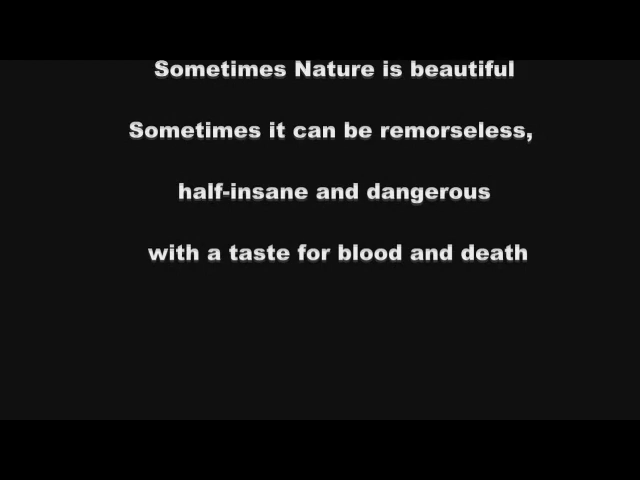 Sometimes Nature is beautiful
Sometimes it can be remorseless,
half-insane and dangerous
with a taste for blood and death